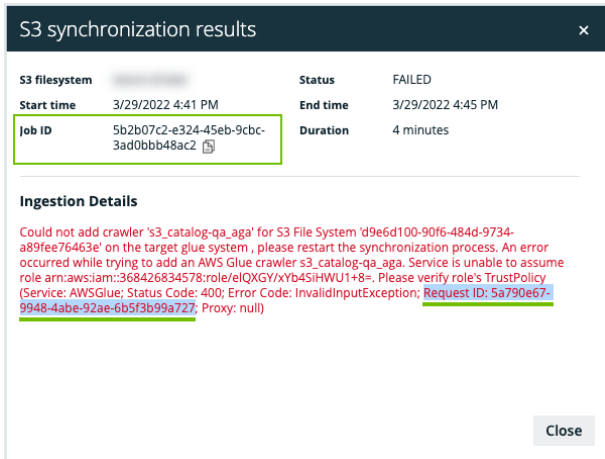 S3 synchronization results ×
S3 filesystem Status FAILED
Start time 3/29/2022 4:41 PM End time 3/29/2022 4:45 PM
Job ID 5b2b07c2-e324-45eb-9cbc- Duration 4 minutes
3ad0bbb48ac2
Ingestion Details
Could not add crawler 's3_catalog-qa_aga' for S3 File System 'd9e6d100-90f6-484d-9734-
a89fee76463e' on the target glue system , please restart the synchronization process. An error
occurred while trying to add an AWS Glue crawler s3_catalog-qa_aga. Service is unable to assume
role arn:aws:iam::368426834578:role/elQXGY/xYb4SiHWU1+8=. Please verify role's TrustPolicy
(Service: AWSGlue; Status Code: 400; Error Code: InvalidInputException; Request ID: 5a790e67-
9948-4abe-92ae-6b5f3b99a727; Proxy: null)
Close